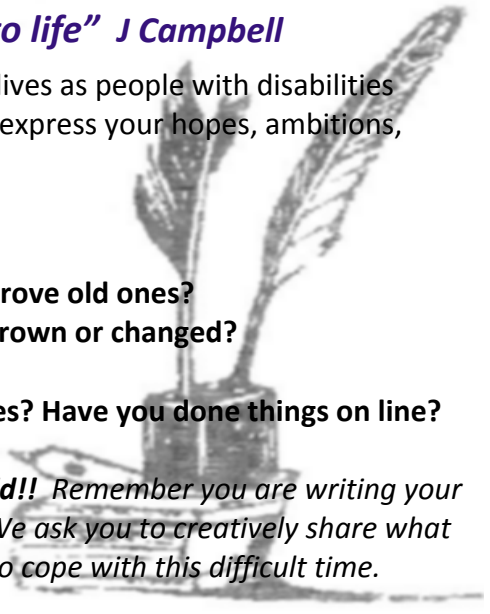 o life” J Campbell
lives as people with disabilities
express your hopes, ambitions,
rove old ones?
rown or changed?
es? Have you done things on line?
d!! Remember you are writing your
We ask you to creatively share what
o cope with this difficult time.